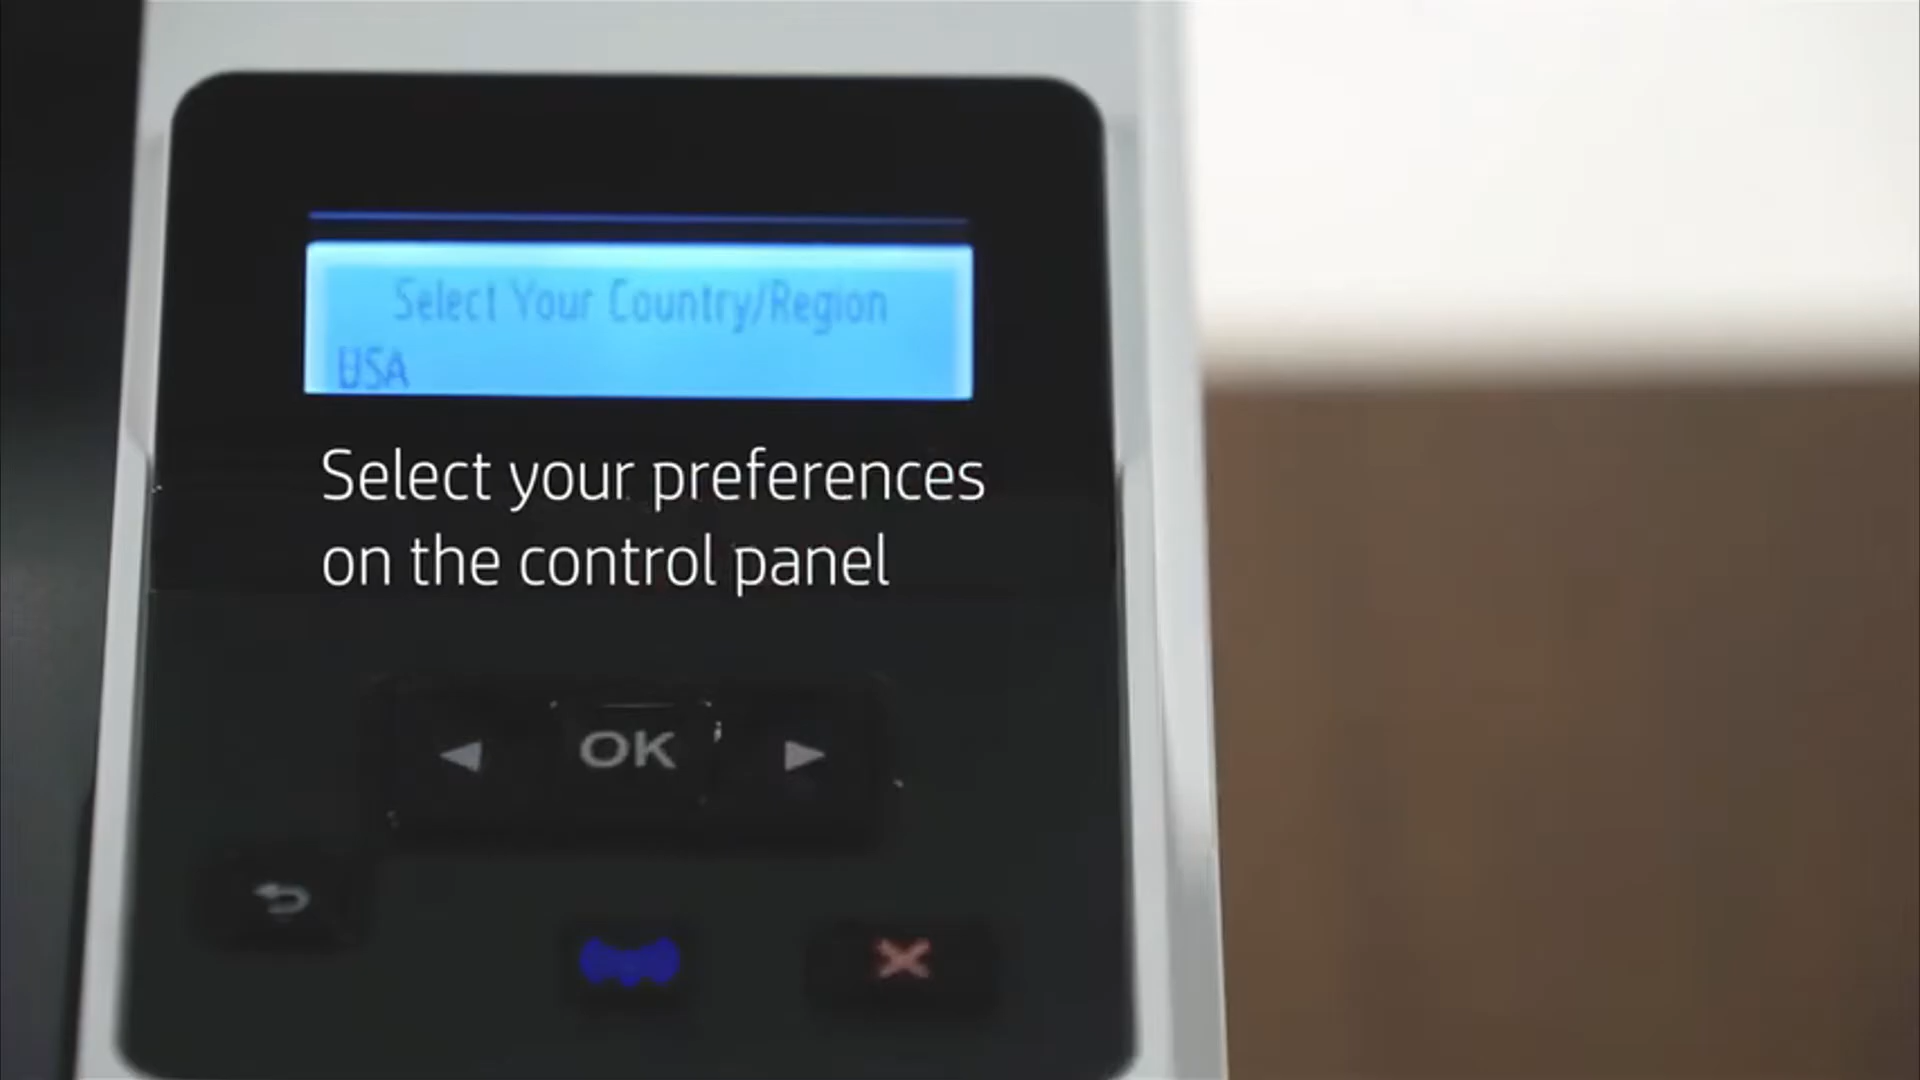 Select Your Country/Region
USA
Select your preferences
on the control panel
OK